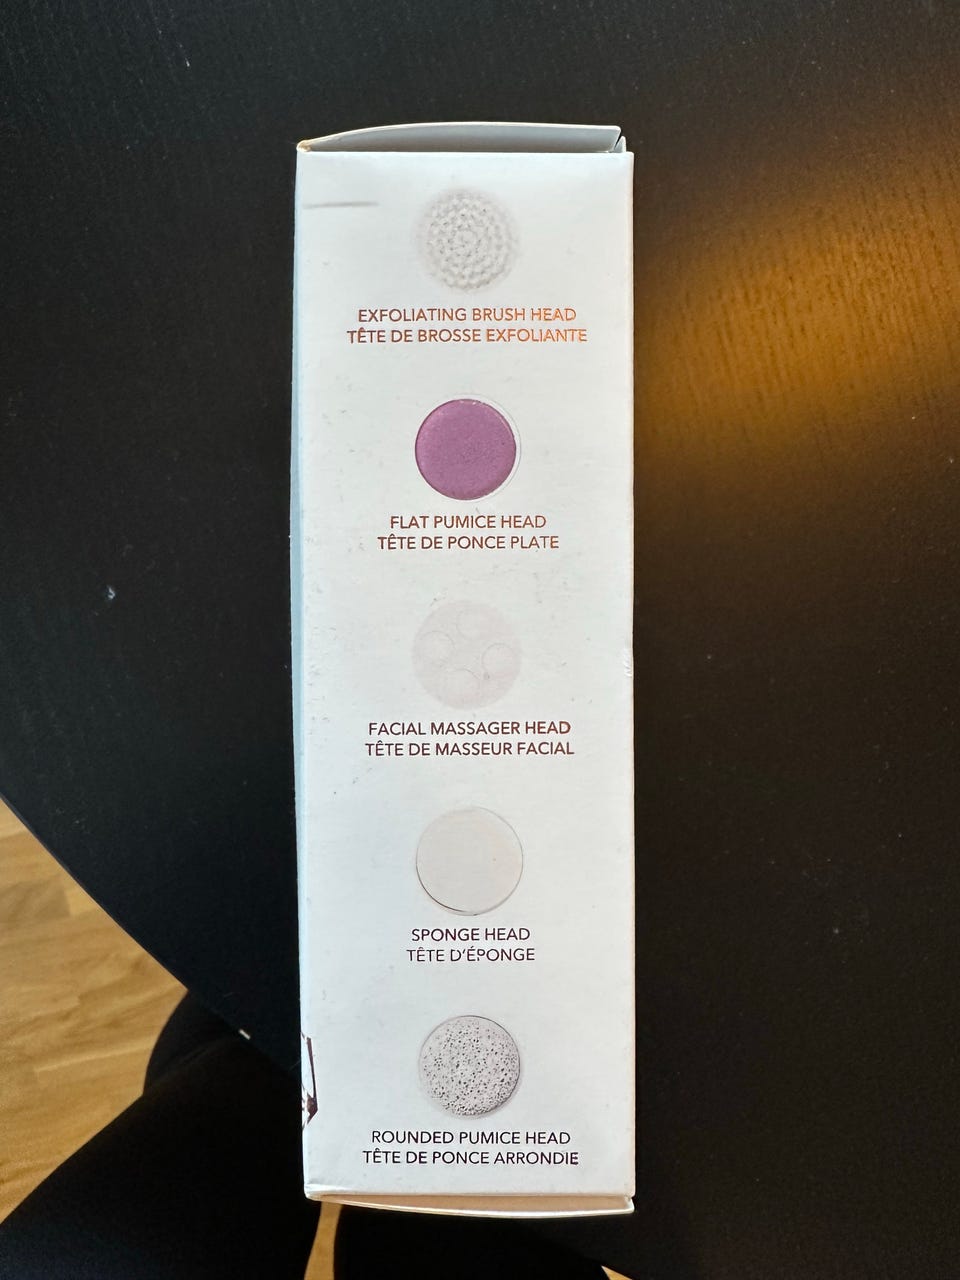 EXFOLIATING BRUSH HEAD
TÊTE DE BROSSE EXFOLIANTE
FLAT PUMICE HEAD
TÊTE DE PONCE PLATE
FACIAL MASSAGER HEAD
TÊTE DE MASSEUR FACIAL
SPONGE HEAD
TÊTE D'ÉPONGE
ROUNDED PUMICE HEAD
TÊTE DE PONCE ARRONDIE